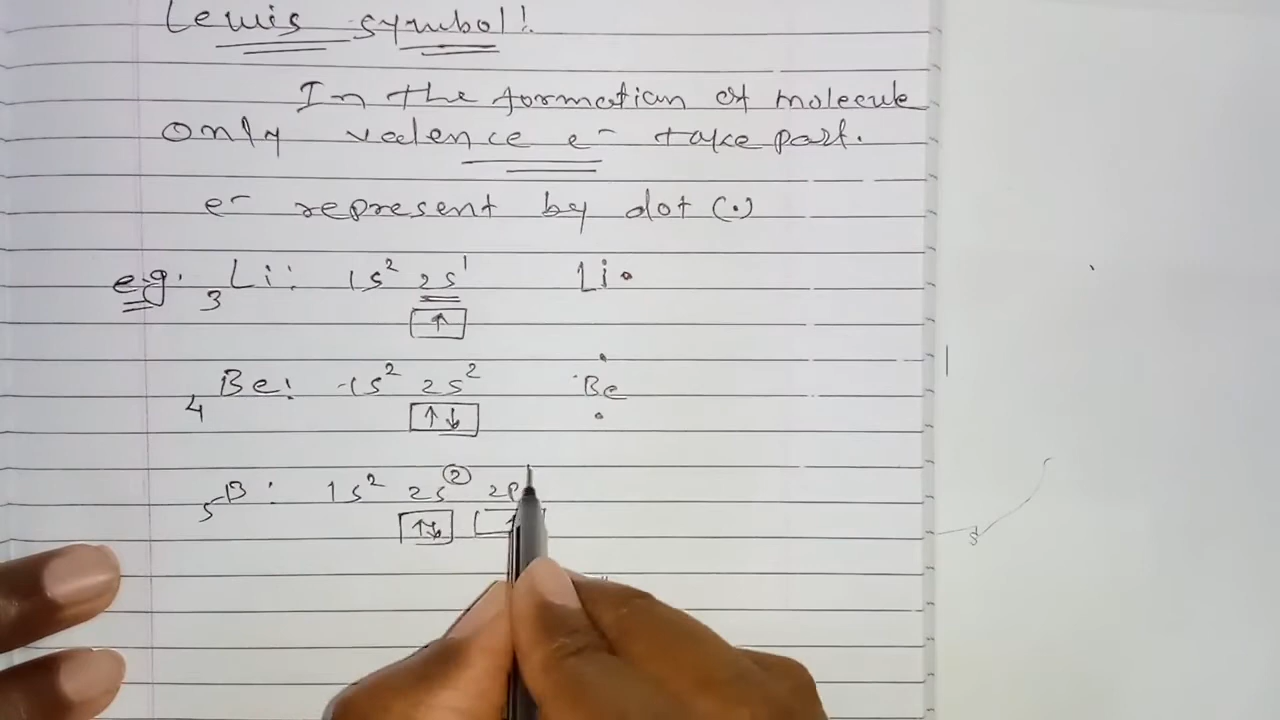 Lewis symbol:
In the formation of molecule
only valence e⁻ take part.
e⁻ represent by dot (•)
e.g. ₃Li: 1s² 2s¹ Li•
↑
₄Be: 1s² 2s² Be
↑↓
₅B: 1s² 2s² 2p
↑↓